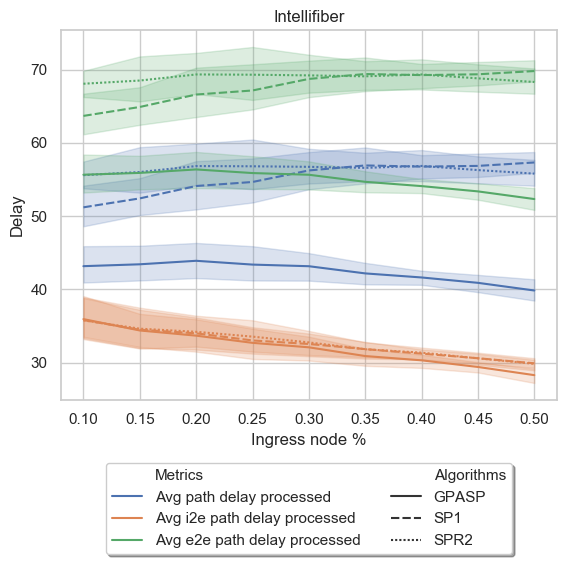 Intellifiber
70
60
50
40
30
Delay
0.10 0.15 0.20 0.25 0.30 0.35 0.40 0.45 0.50
Ingress node %
Metrics Algorithms
Avg path delay processed GPASP
Avg i2e path delay processed SP1
Avg e2e path delay processed SPR2